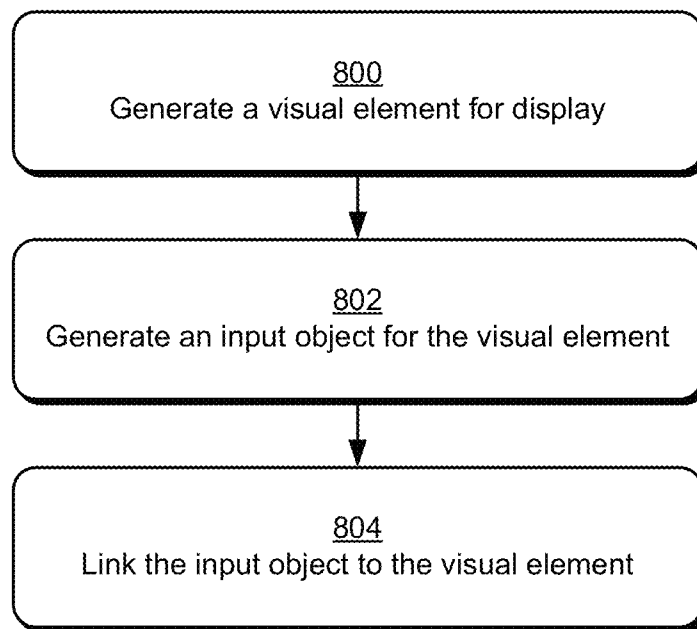 800
Generate a visual element for display
802
Generate an input object for the visual element
804
Link the input object to the visual element